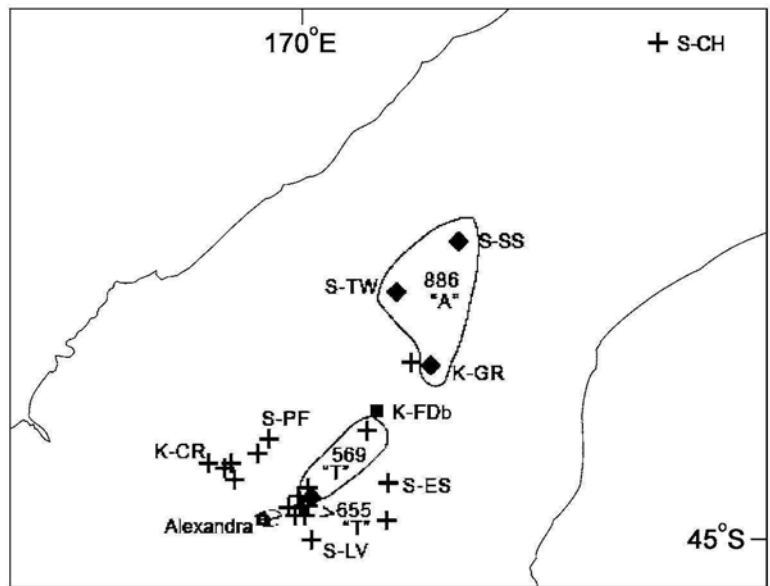 170°E
S-CH
S-SS
S-TW
886
"A"
K-GR
K-FDb
S-PF
K-CR
569
"T"
S-ES
655
"T"
Alexandra
S-LV
45°S